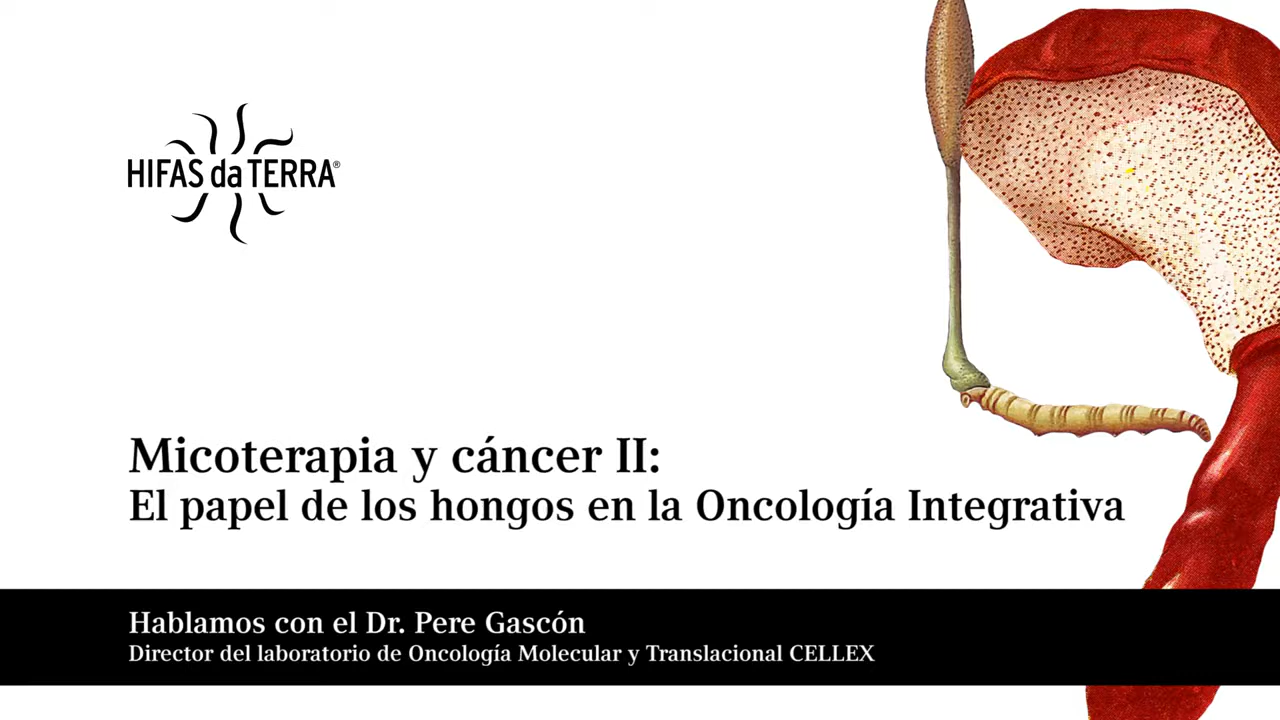 HIFAS da TERRA®
Micoterapia y cáncer II:
El papel de los hongos en la Oncología Integrativa
Hablamos con el Dr. Pere Gascón
Director del laboratorio de Oncología Molecular y Translacional CELLEX